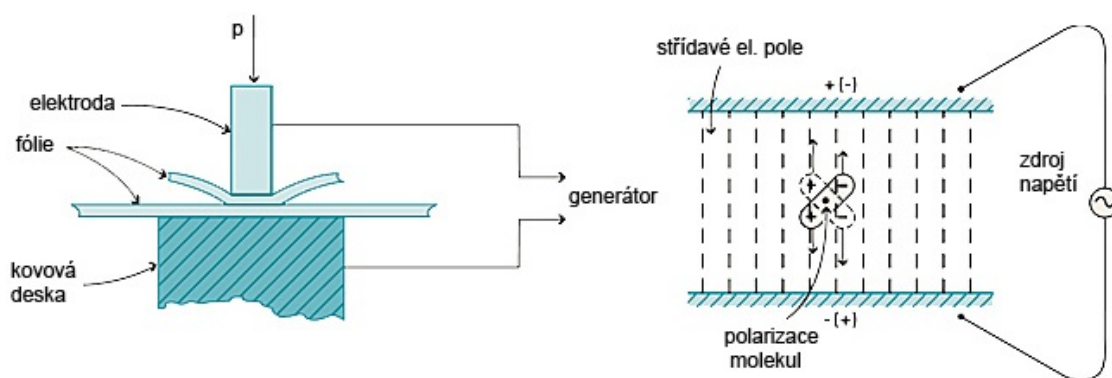 p
elektroda
fólie
kovová
deska
generátor
střídavé el. pole
+ (-)
+ -
+ -
- (+)
polarizace
molekul
zdroj
napětí